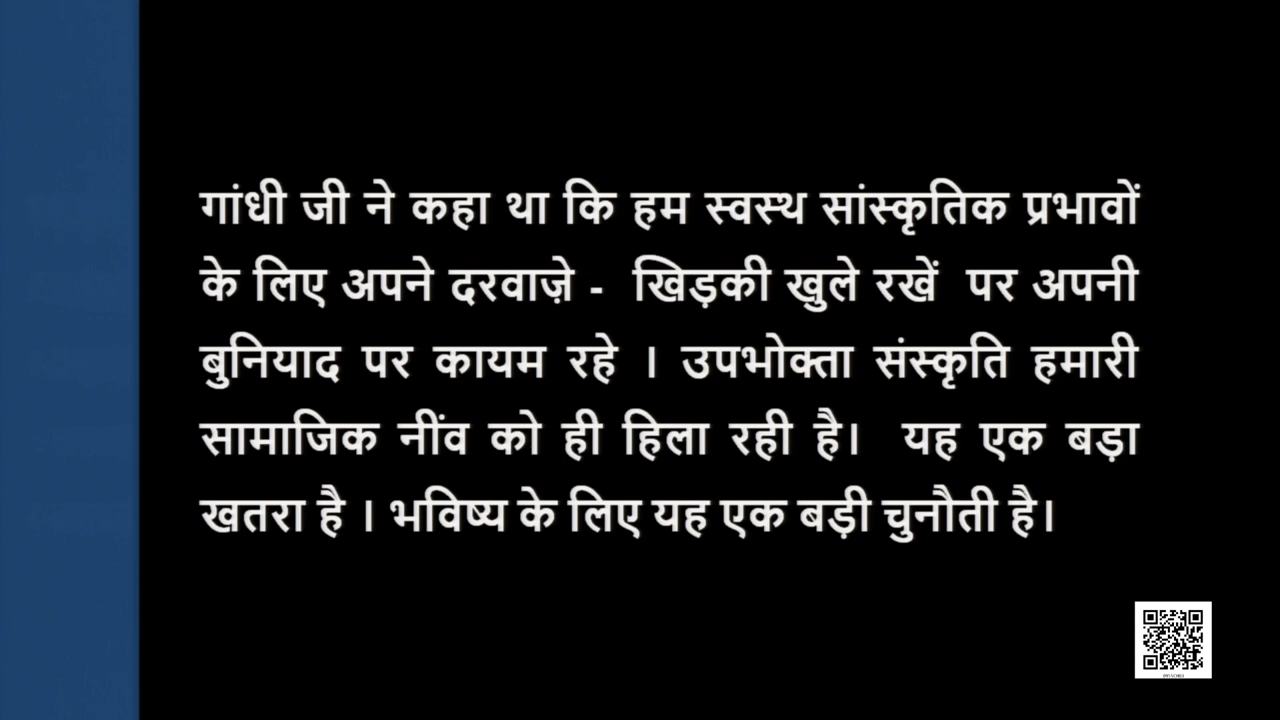 गांधी जी ने कहा था कि हम स्वस्थ सांस्कृतिक प्रभावों
के लिए अपने दरवाज़े - खिड़की खुले रखें पर अपनी
बुनियाद पर कायम रहे । उपभोक्ता संस्कृति हमारी
सामाजिक नींव को ही हिला रही है। यह एक बड़ा
खतरा है । भविष्य के लिए यह एक बड़ी चुनौती है।